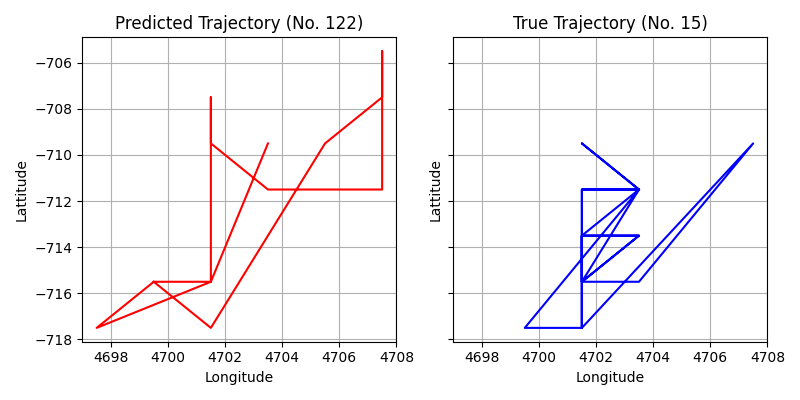 Predicted Trajectory (No. 122)
True Trajectory (No. 15)
−706
−708
−710
−712
−714
−716
−718
Lattitude
Lattitude
4698 4700 4702 4704 4706 4708
4698 4700 4702 4704 4706 4708
Longitude
Longitude